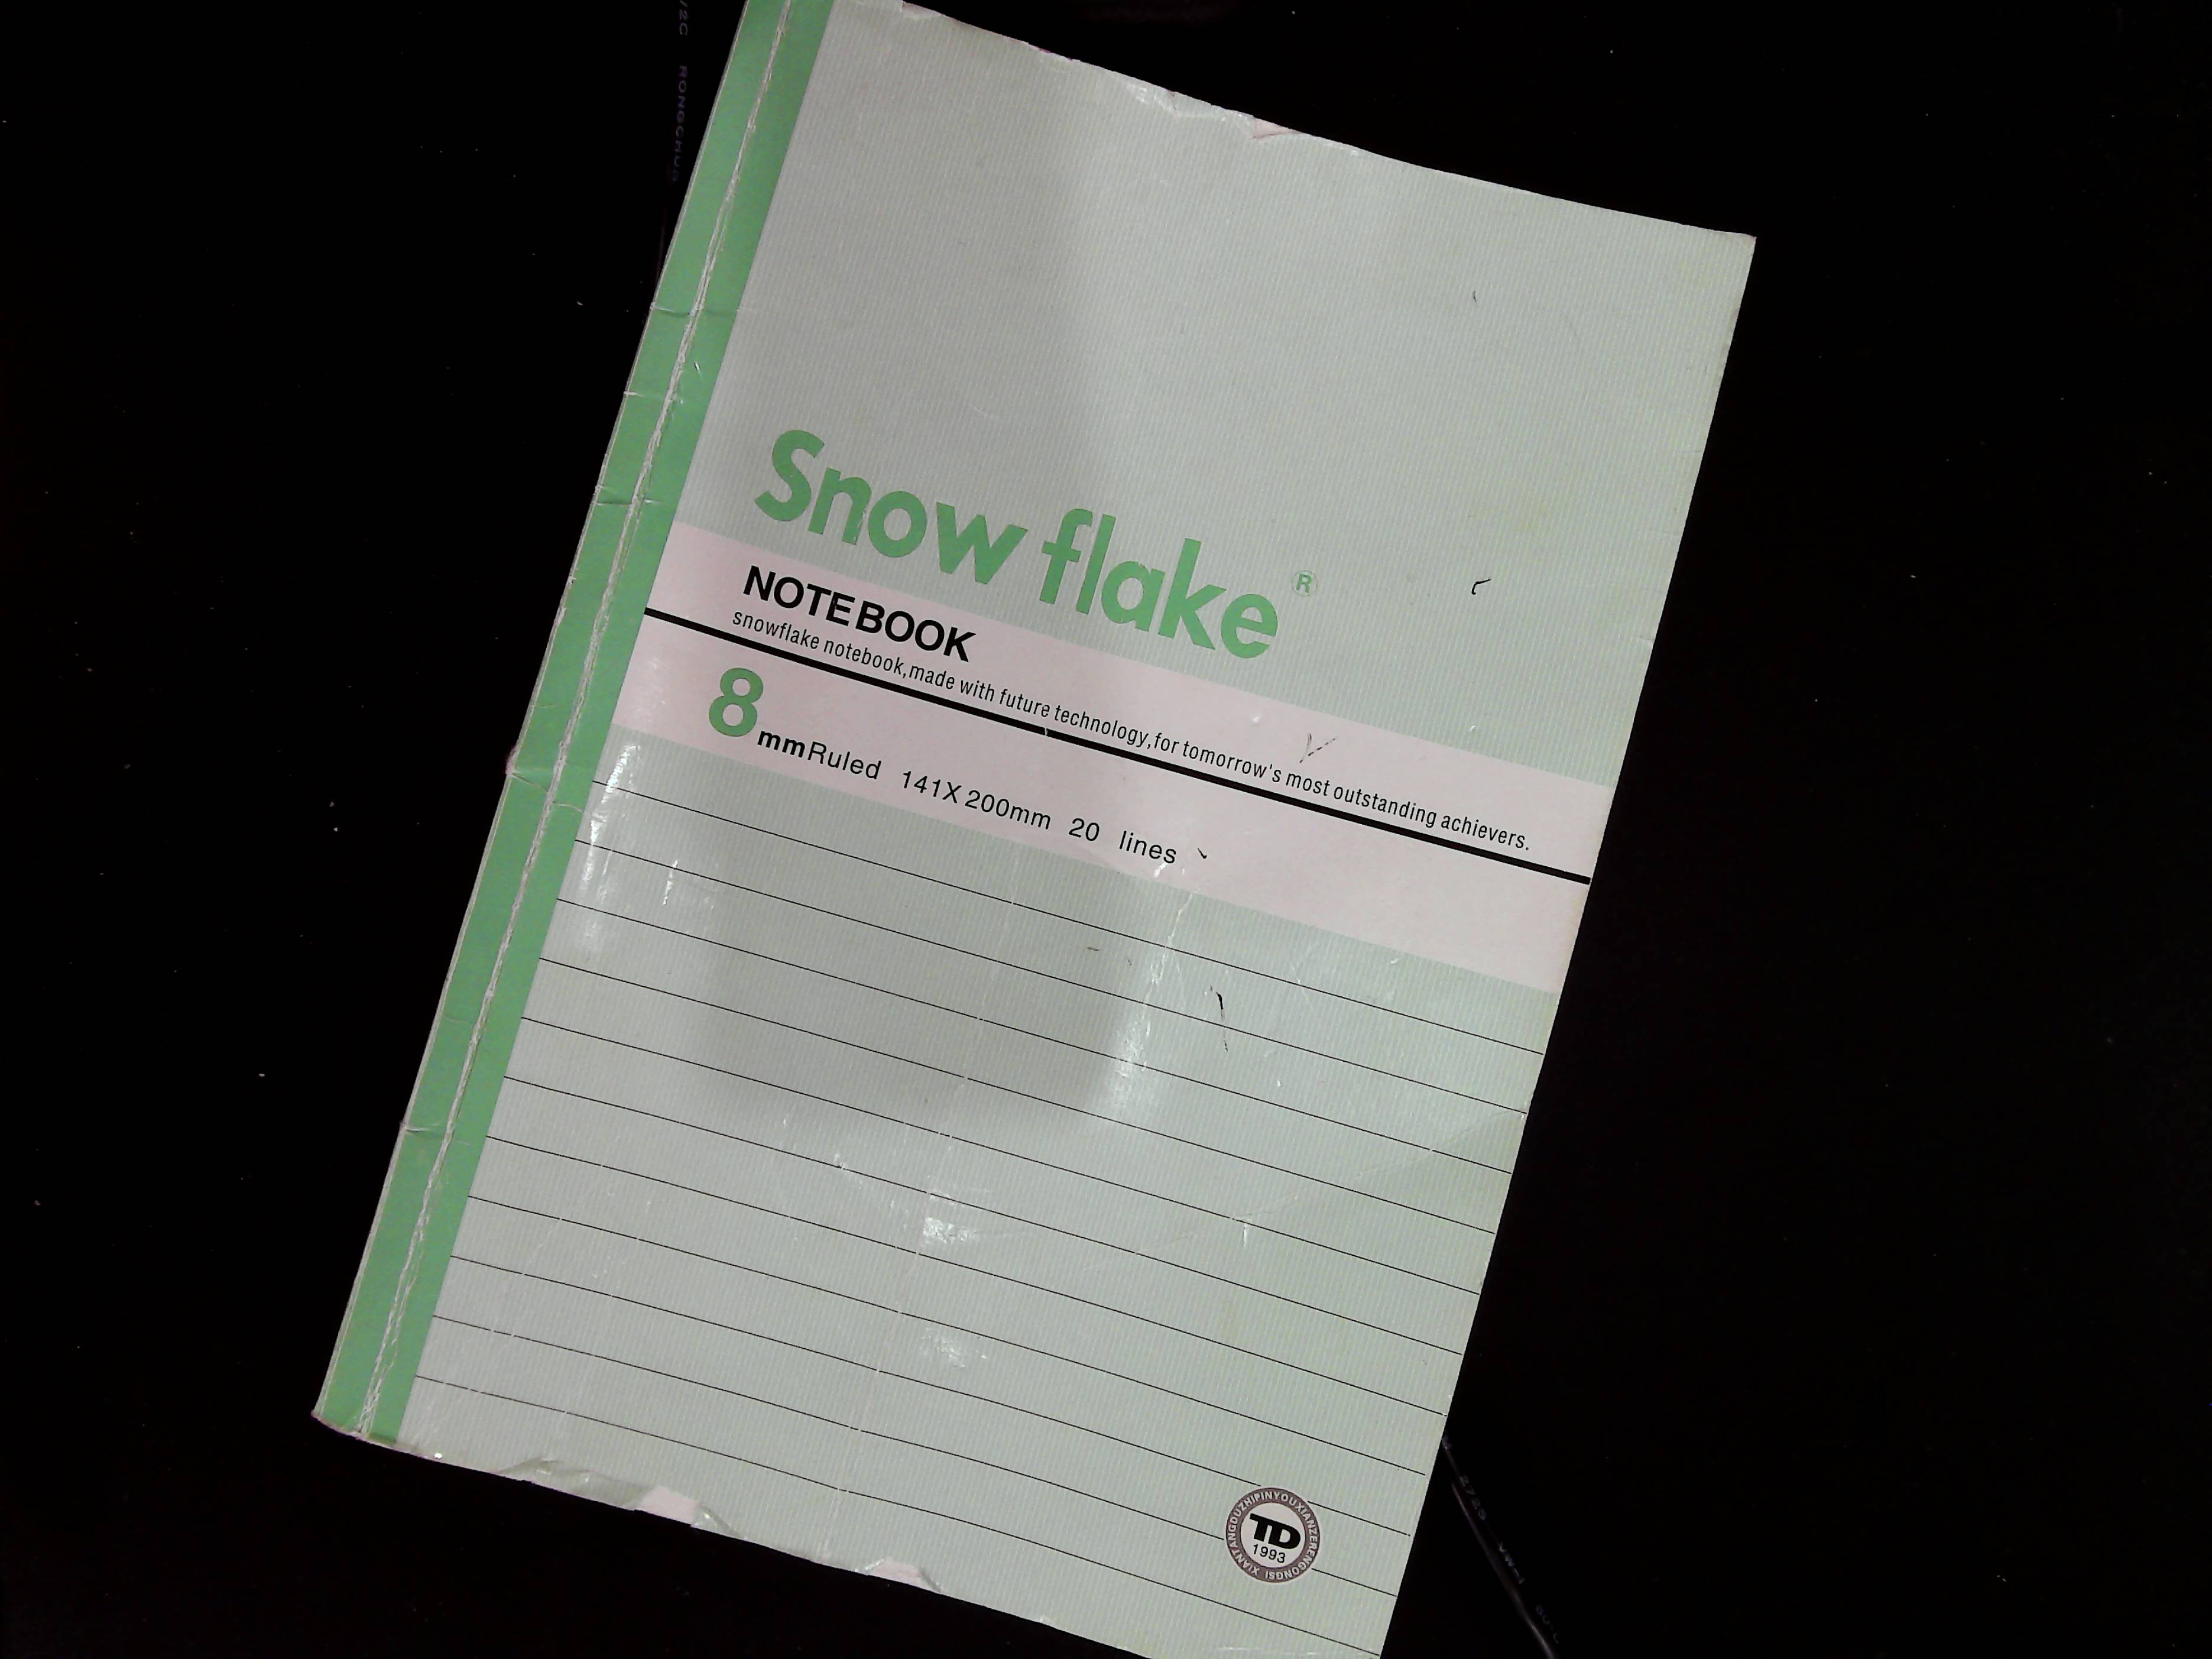 Snow flake ®
NOTEBOOK
snowflake notebook,made with future technology,for tomorrow's most outstanding achievers.
8mmRuled 141X200mm 20 lines
XIANTANGDUZHIPINYOUXIANZERENGONGSI
TD
1993